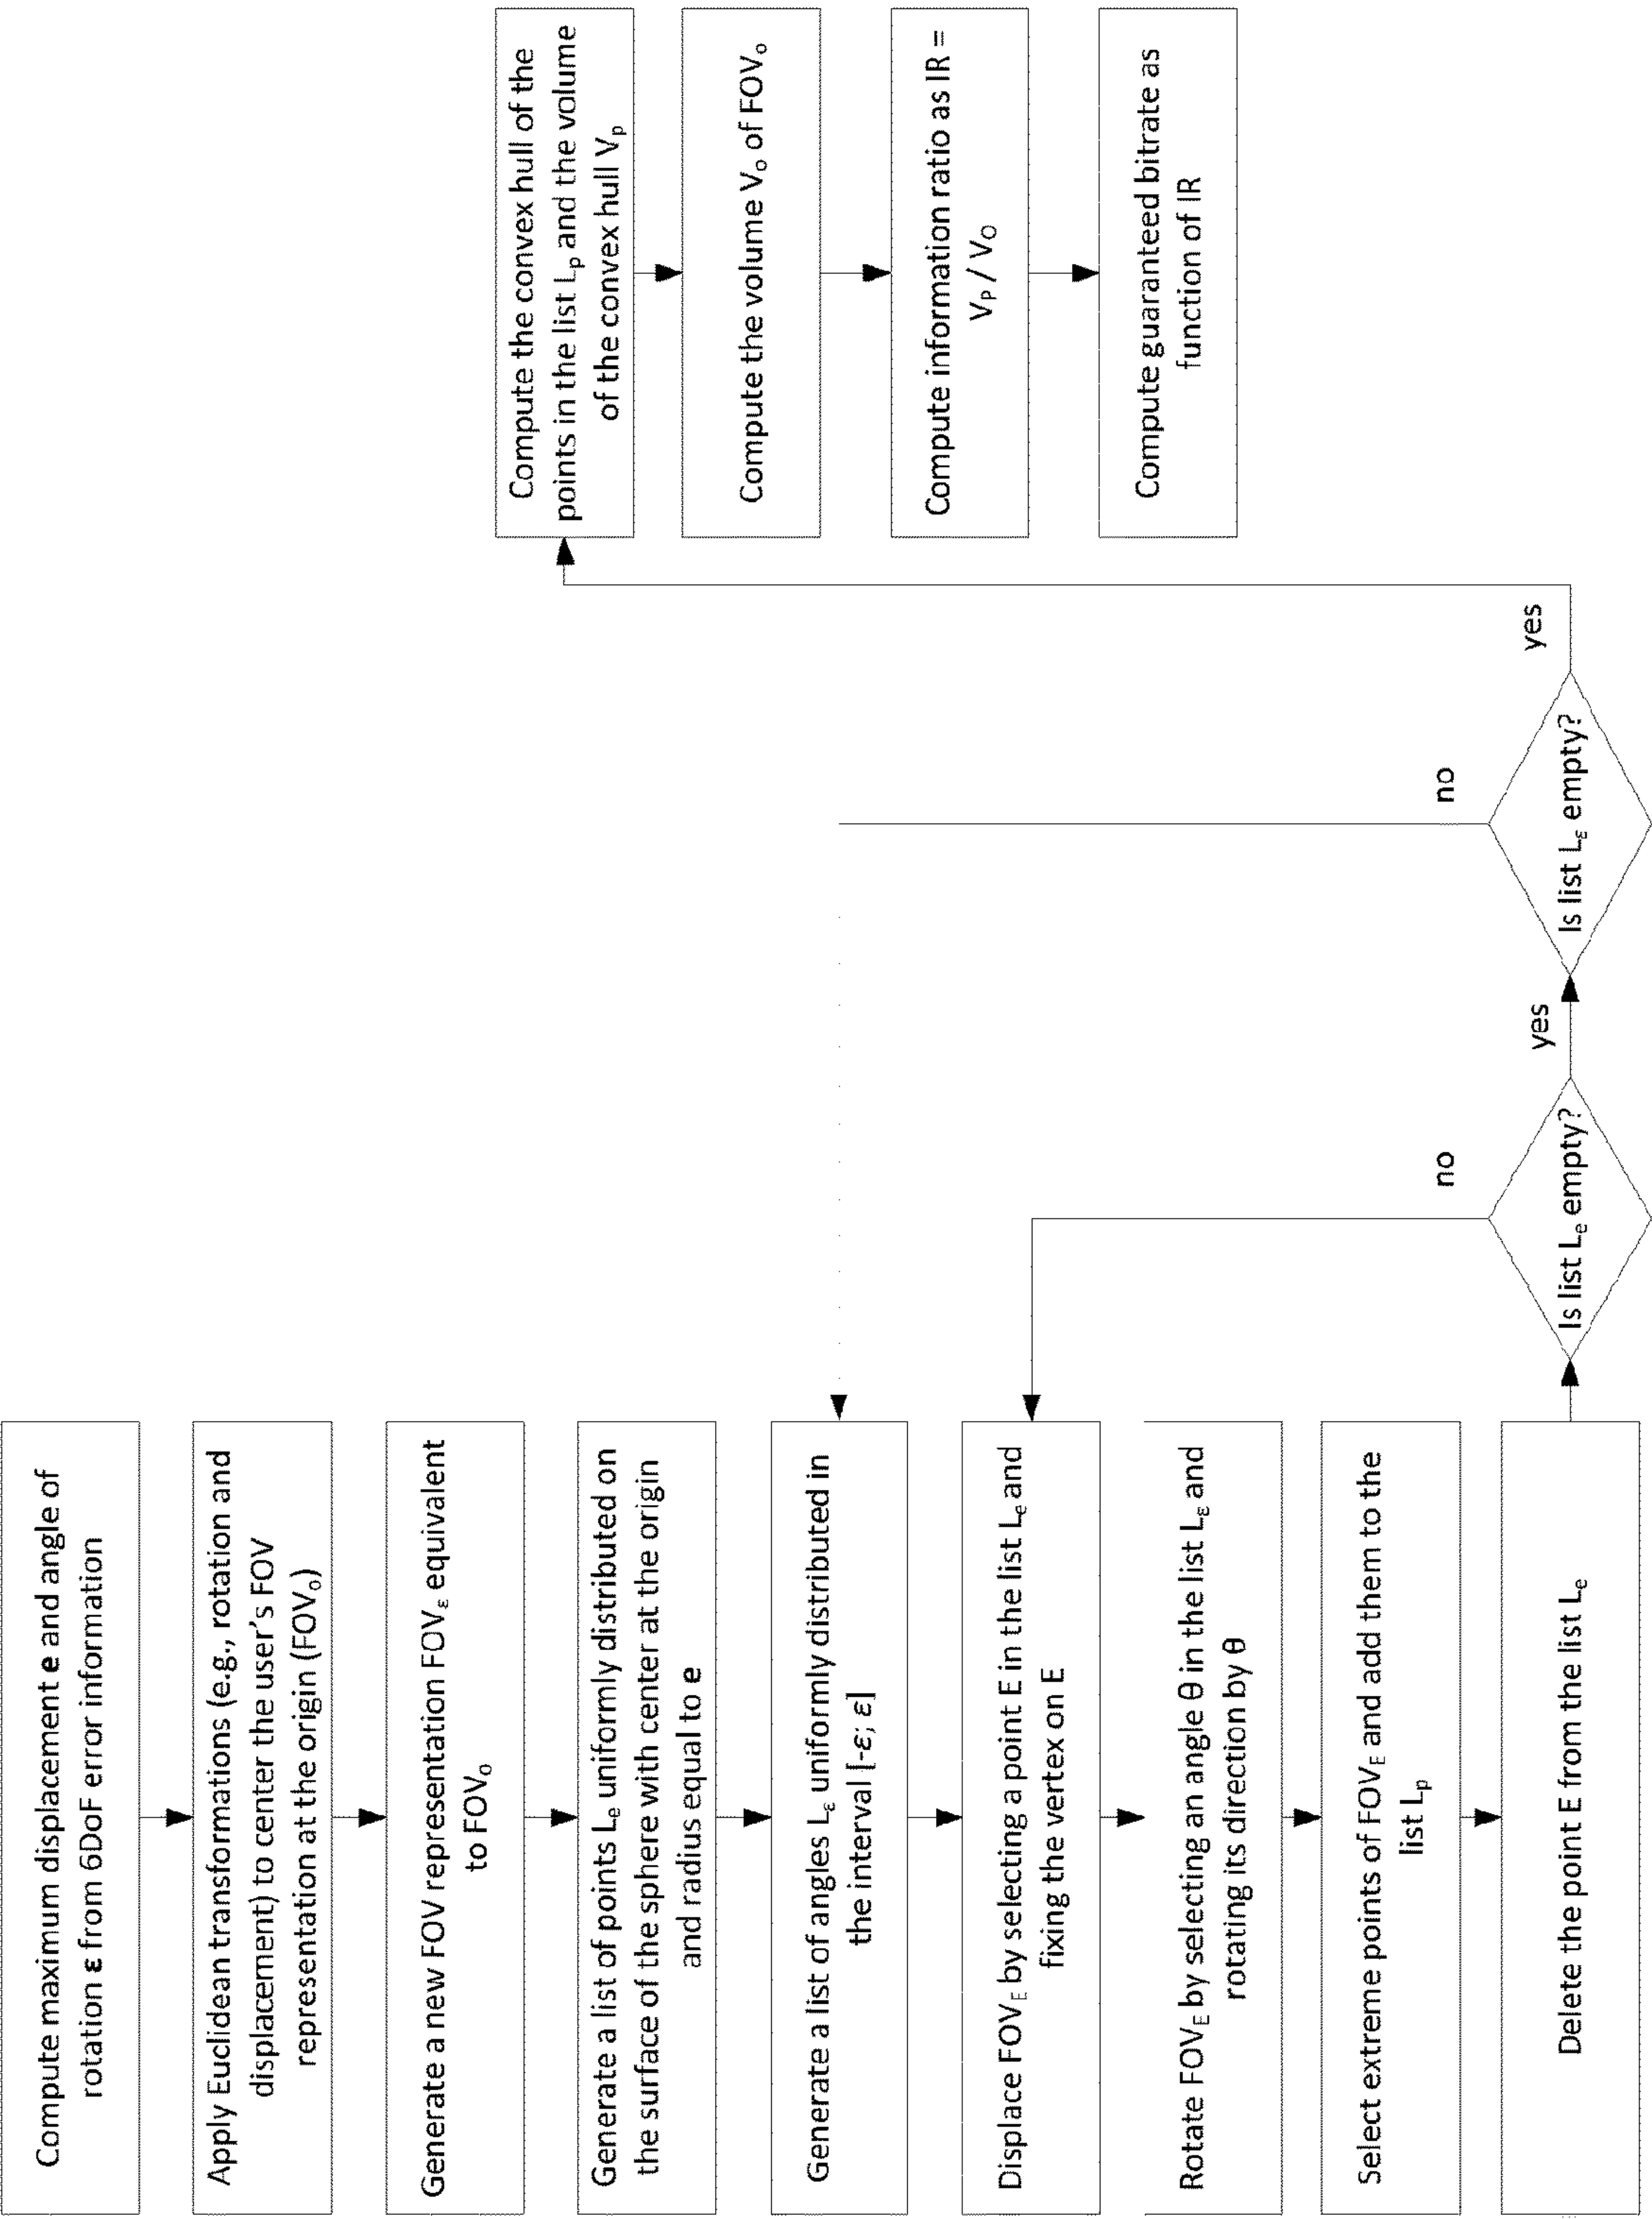 Compute maximum displacement e and angle of
rotation ε from 6DoF error information
Apply Euclidean transformations (e.g., rotation and
displacement) to center the user's FOV
representation at the origin (FOVₒ)
Generate a new FOV representation FOVε equivalent
to FOVₒ
Generate a list of points Lₑ uniformly distributed on
the surface of the sphere with center at the origin
and radius equal to e
Generate a list of angles Lε uniformly distributed in
the interval [-ε; ε]
Displace FOV_E by selecting a point E in the list Lₑ and
fixing the vertex on E
Rotate FOV_E by selecting an angle θ in the list Lε and
rotating its direction by θ
Select extreme points of FOV_E and add them to the
list Lₚ
Delete the point E from the list Lₑ
Is list Lₑ empty?
no
yes
Is list Lε empty?
no
yes
Compute the convex hull of the
points in the list Lₚ and the volume
of the convex hull Vₚ
Compute the volume Vₒ of FOVₒ
Compute information ratio as IR =
V_P / V_O
Compute guaranteed bitrate as
function of IR